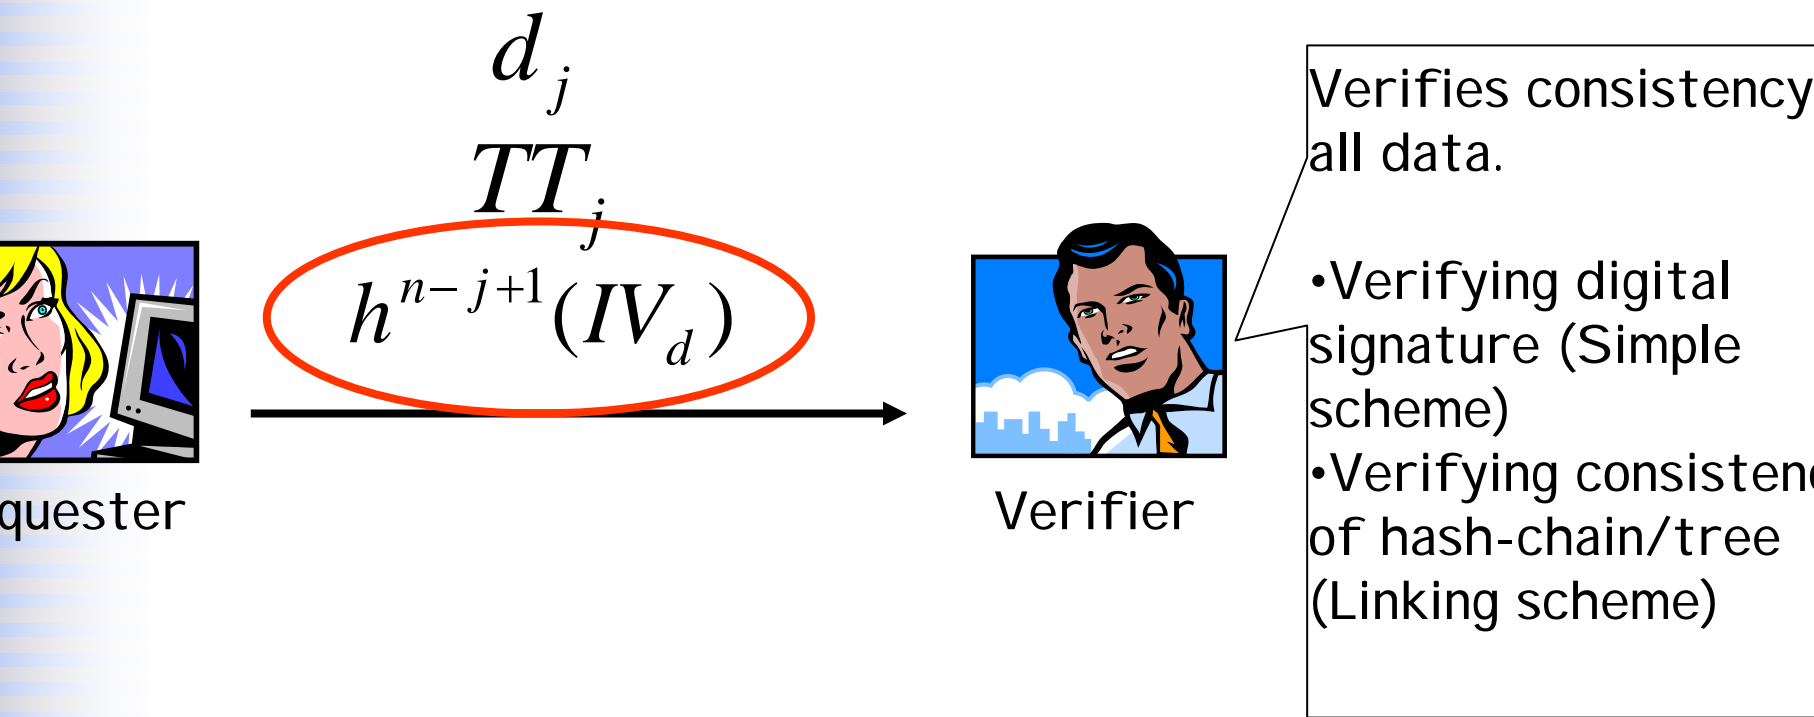 d_j
TT_j
h^{n-j+1}(IV_d)
Verifies consistency
all data.
•Verifying digital
signature (Simple
scheme)
•Verifying consisten
of hash-chain/tree
(Linking scheme)
quester
Verifier